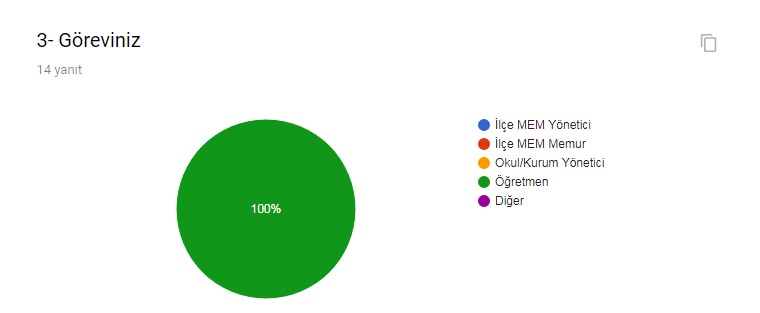 3- Göreviniz
14 yanıt
100%
İlçe MEM Yönetici
İlçe MEM Memur
Okul/Kurum Yönetici
Öğretmen
Diğer